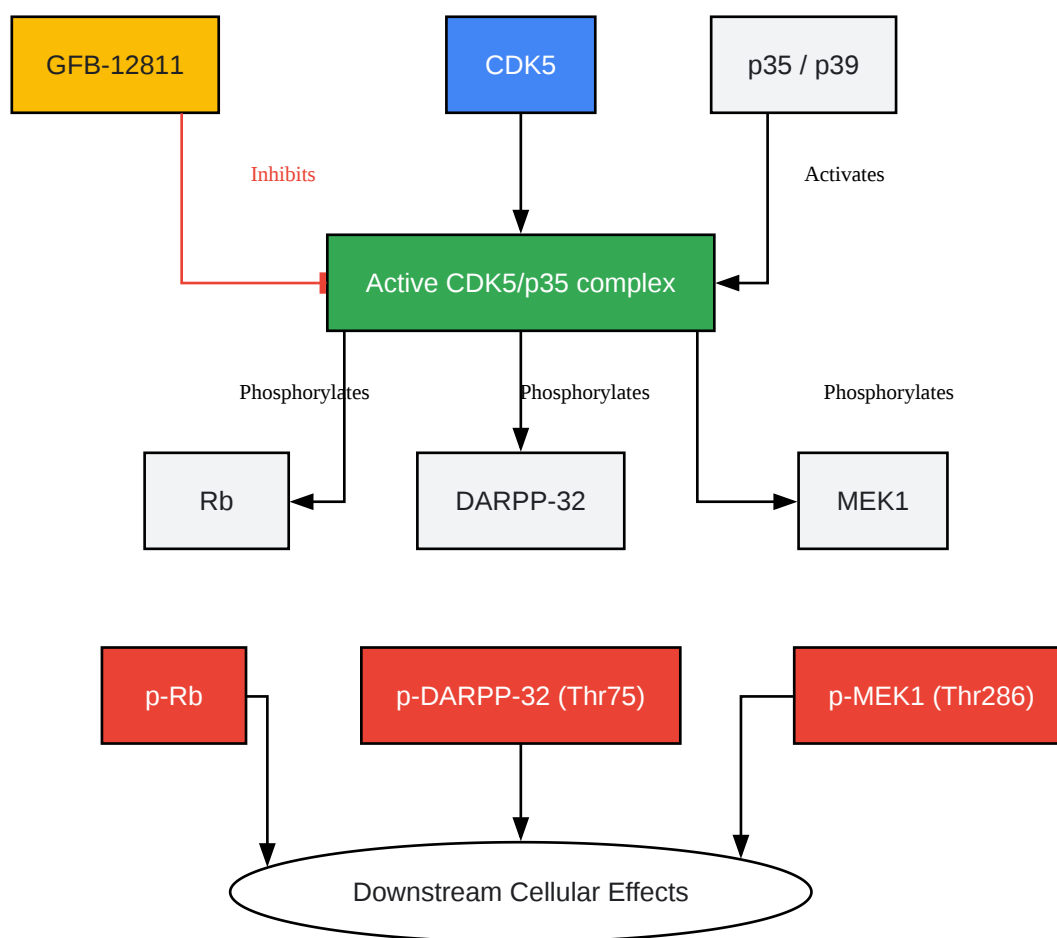 GFB-12811
CDK5
p35 / p39
Inhibits
Activates
Active CDK5/p35 complex
Phosphorylates
Phosphorylates
Phosphorylates
Rb
DARPP-32
MEK1
p-Rb
p-DARPP-32 (Thr75)
p-MEK1 (Thr286)
Downstream Cellular Effects